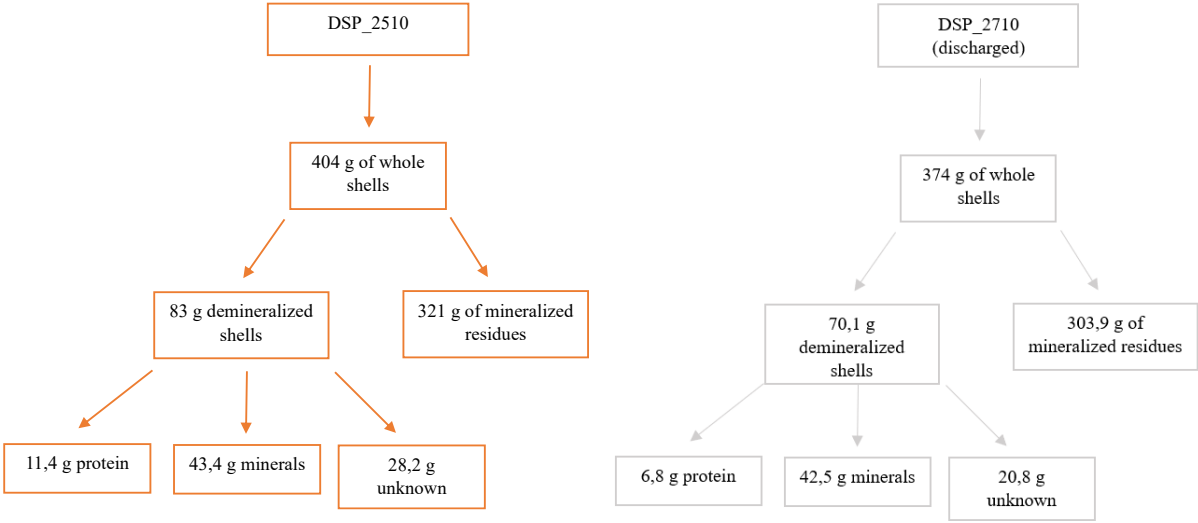 DSP_2510
404 g of whole
shells
83 g demineralized
shells
321 g of mineralized
residues
11,4 g protein
43,4 g minerals
28,2 g
unknown
DSP_2710
(discharged)
374 g of whole
shells
70,1 g
demineralized
shells
303,9 g of
mineralized residues
6,8 g protein
42,5 g minerals
20,8 g
unknown